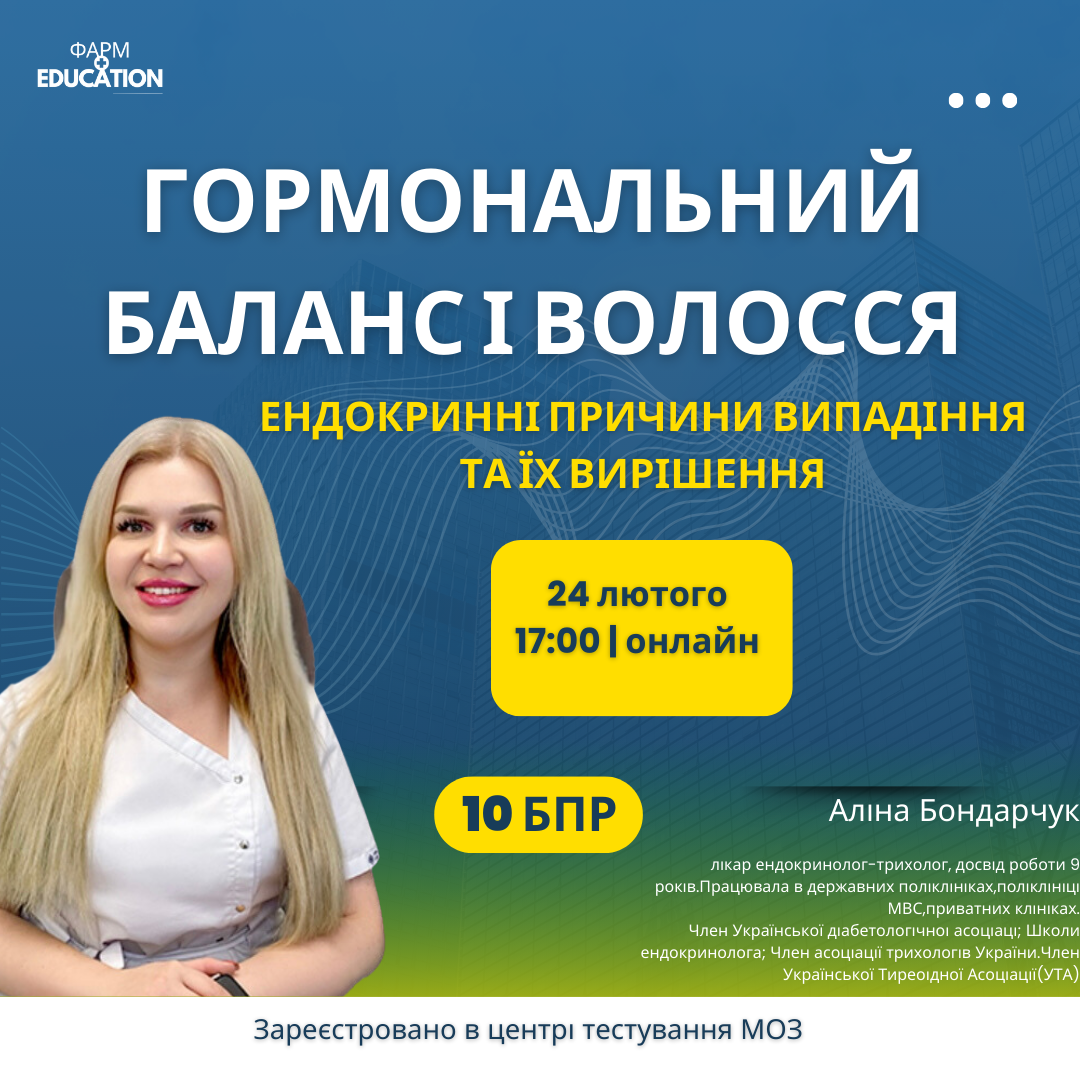 ФАРМ
EDUCATION
ГОРМОНАЛЬНИЙ
БАЛАНС І ВОЛОССЯ
ЕНДОКРИННІ ПРИЧИНИ ВИПАДІННЯ
ТА ЇХ ВИРІШЕННЯ
24 лютого
17:00 | онлайн
10 БПР
Аліна Бондарчук
лікар ендокринолог-трихолог, досвід роботи 9
років.Працювала в державних поліклініках,поліклініці
МВС,приватних клініках.
Член Української діабетологічної асоціаці; Школи
ендокринолога; Член асоціації трихологів України.Член
Української Тиреоїдної Асоціації(УТА)
Зареєстровано в центрі тестування МОЗ